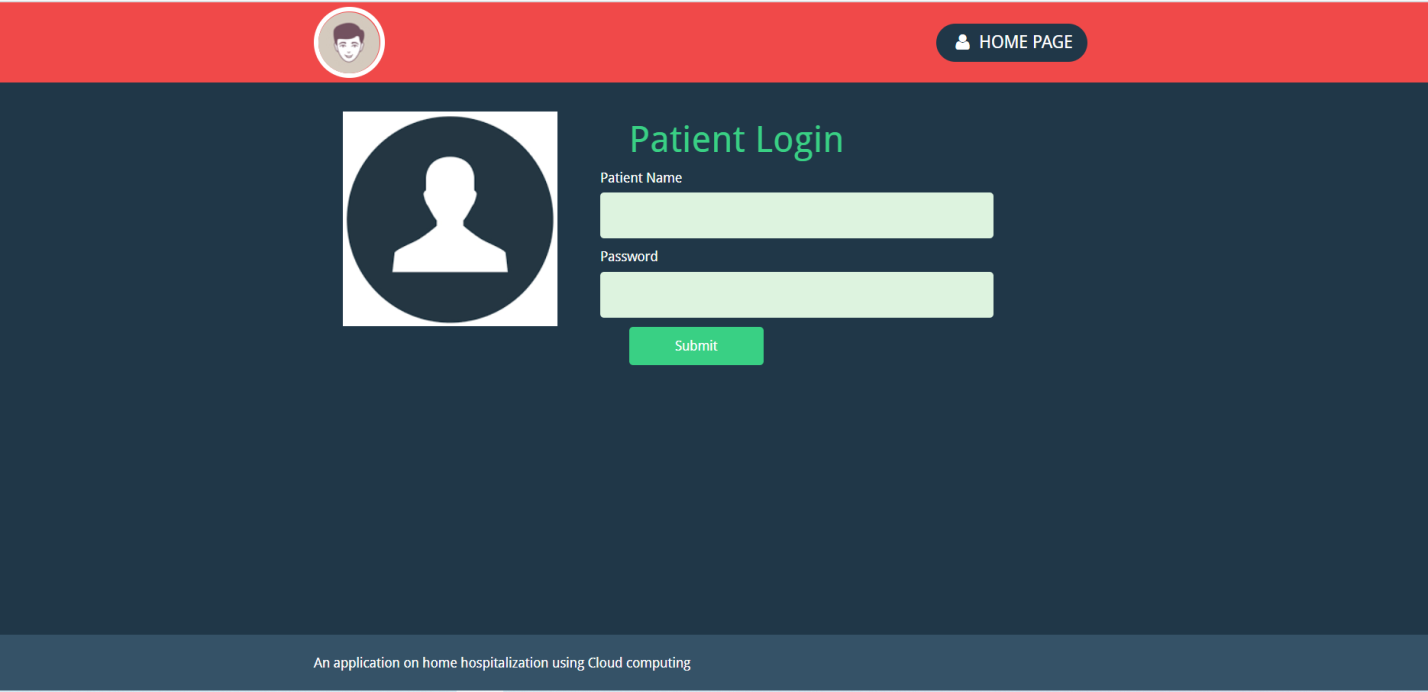 HOME PAGE
Patient Login
Patient Name
Password
Submit
An application on home hospitalization using Cloud computing